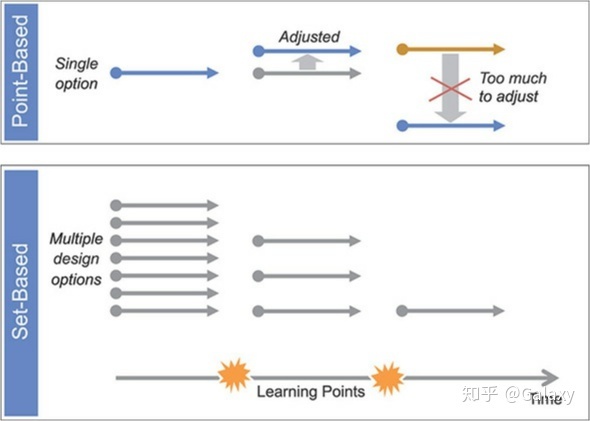 Point-Based
Single
option
Adjusted
Too much
to adjust
Set-Based
Multiple
design
options
Learning Points
Time
知乎 @Galaxy